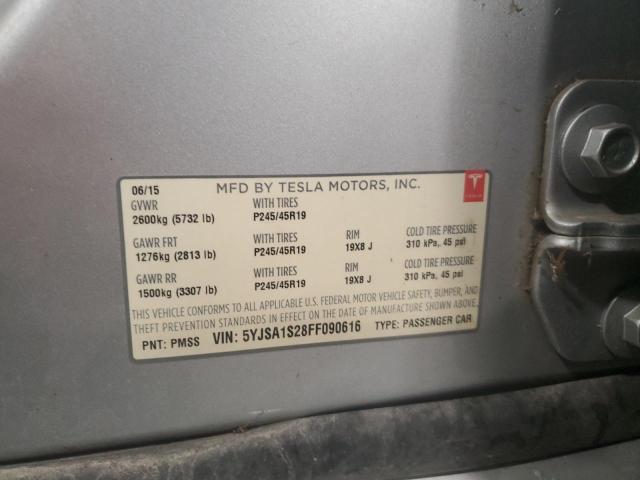 06/15 MFD BY TESLA MOTORS, INC.
GVWR WITH TIRES
2600kg (5732 lb) P245/45R19
TESLA
GAWR FRT WITH TIRES RIM COLD TIRE PRESSURE
1276kg (2813 lb) P245/45R19 19X8 J 310 kPa, 45 psi
GAWR RR WITH TIRES RIM COLD TIRE PRESSURE
1500kg (3307 lb) P245/45R19 19X8 J 310 kPa, 45 psi
THIS VEHICLE CONFORMS TO ALL APPLICABLE U.S. FEDERAL MOTOR VEHICLE SAFETY, BUMPER, AND
THEFT PREVENTION STANDARDS IN EFFECT ON THE DATE OF MANUFACTURE SHOWN ABOVE.
PNT: PMSS VIN: 5YJSA1S28FF090616 TYPE: PASSENGER CAR